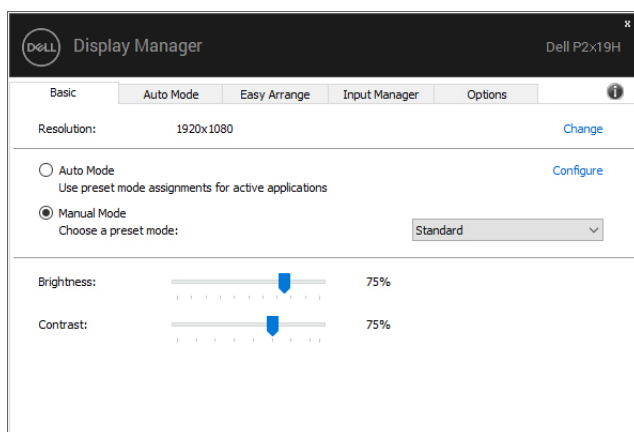 x
DELL Display Manager Dell P2x19H
Basic Auto Mode Easy Arrange Input Manager Options
Resolution: 1920x1080 Change
Auto Mode Configure
Use preset mode assignments for active applications
Manual Mode
Choose a preset mode: Standard
Brightness: 75%
Contrast: 75%